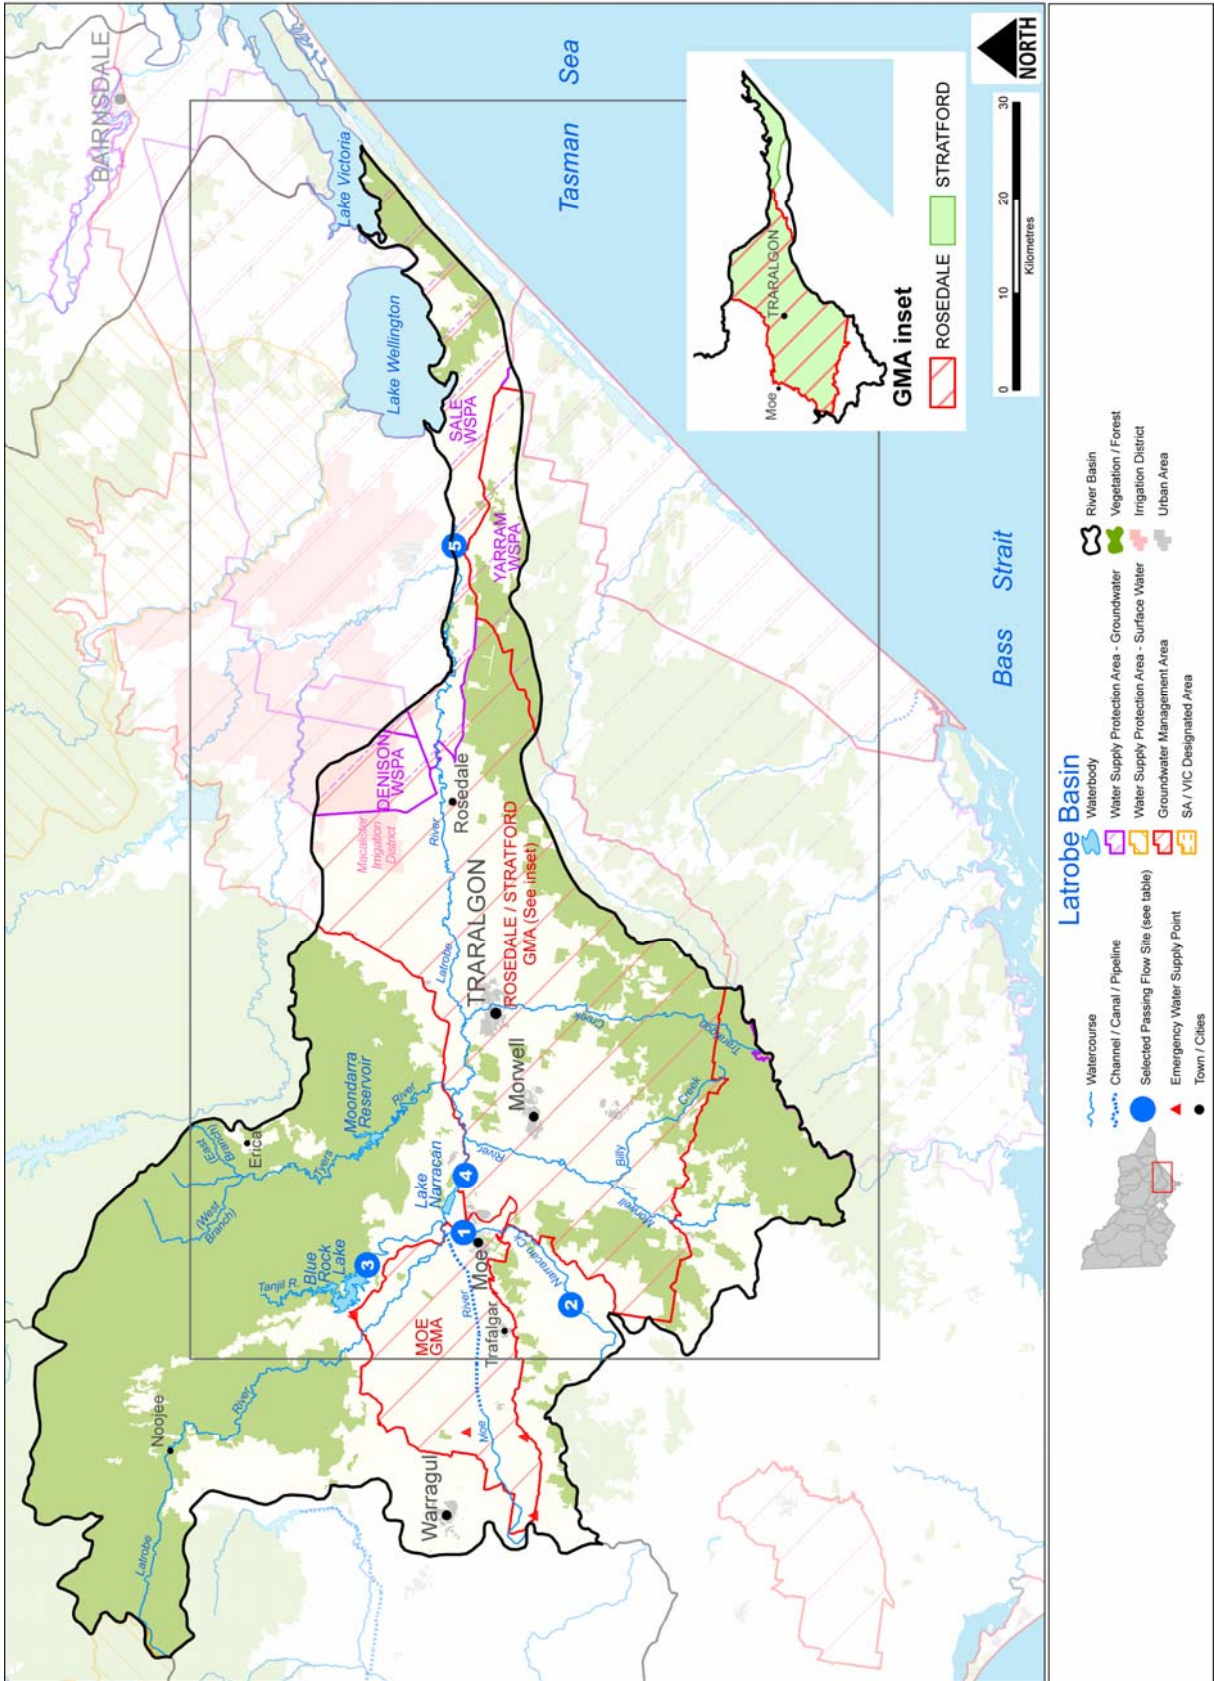 BAIRNSDALE
Lake Victoria
Lake Wellington
Tasman Sea
Bass Strait
SALE
WSPA
YARRAM
WSPA
5
DENISON
WSPA
Macalister
Irrigation
District
Rosedale
River
Latrobe
TRARALGON
ROSEDALE / STRATFORD
GMA (See inset)
Creek
Traralgon
Morwell
Moondarra
Reservoir
River
Tyers
(East
Branch)
Erica
(West
Branch)
Lake
Narracan
4
River
Billy
Creek
Morwell
1
Moe
Narracan Ck
2
3
Blue
Rock
Lake
Tanjil R.
MOE
GMA
River
Trafalgar
Moe
Noojee
River
Latrobe
Warragul
NORTH
0 10 20 30
Kilometres
GMA inset
Moe
TRARALGON
ROSEDALE
STRATFORD
Latrobe Basin
Watercourse
Channel / Canal / Pipeline
Selected Passing Flow Site (see table)
Emergency Water Supply Point
Town / Cities
Waterbody
Water Supply Protection Area - Groundwater
Water Supply Protection Area - Surface Water
Groundwater Management Area
SA / VIC Designated Area
River Basin
Vegetation / Forest
Irrigation District
Urban Area